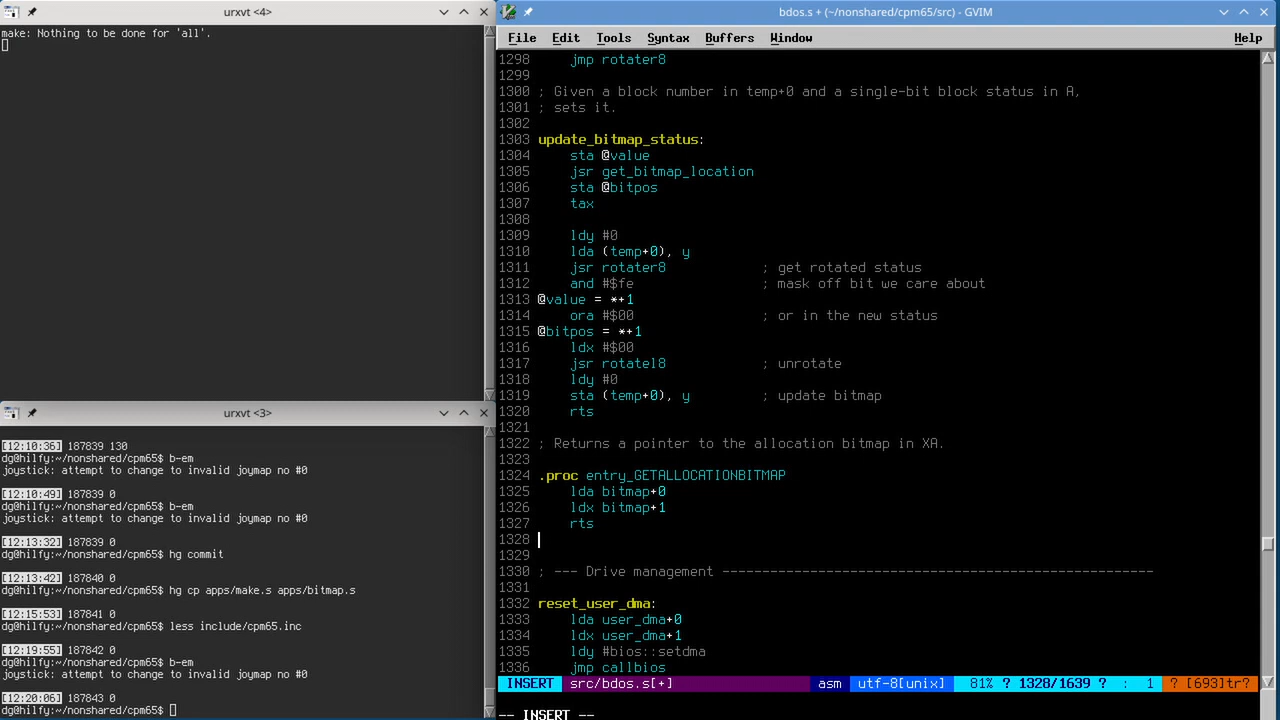 urxvt <4>
make: Nothing to be done for 'all'.
urxvt <3>
[12:10:36] 187839 130
dg@hilfy:~/nonshared/cpm65$ b-em
joystick: attempt to change to invalid joymap no #0
[12:10:49] 187839 0
dg@hilfy:~/nonshared/cpm65$ b-em
joystick: attempt to change to invalid joymap no #0
[12:13:32] 187839 0
dg@hilfy:~/nonshared/cpm65$ hg commit
[12:13:42] 187840 0
dg@hilfy:~/nonshared/cpm65$ hg cp apps/make.s apps/bitmap.s
[12:15:53] 187841 0
dg@hilfy:~/nonshared/cpm65$ less include/cpm65.inc
[12:19:55] 187842 0
dg@hilfy:~/nonshared/cpm65$ b-em
joystick: attempt to change to invalid joymap no #0
[12:20:06] 187843 0
dg@hilfy:~/nonshared/cpm65$
bdos.s + (~/nonshared/cpm65/src) - GVIM
File Edit Tools Syntax Buffers Window Help
1298     jmp rotater8
1299
1300 ; Given a block number in temp+0 and a single-bit block status in A,
1301 ; sets it.
1302
1303 update_bitmap_status:
1304     sta @value
1305     jsr get_bitmap_location
1306     sta @bitpos
1307     tax
1308
1309     ldy #0
1310     lda (temp+0), y
1311     jsr rotater8            ; get rotated status
1312     and #$fe                ; mask off bit we care about
1313 @value = *+1
1314     ora #$00                ; or in the new status
1315 @bitpos = *+1
1316     ldx #$00
1317     jsr rotatel8            ; unrotate
1318     ldy #0
1319     sta (temp+0), y         ; update bitmap
1320     rts
1321
1322 ; Returns a pointer to the allocation bitmap in XA.
1323
1324 .proc entry_GETALLOCATIONBITMAP
1325     lda bitmap+0
1326     ldx bitmap+1
1327     rts
1328
1329
1330 ; --- Drive management ------------------------------------------------------
1331
1332 reset_user_dma:
1333     lda user_dma+0
1334     ldx user_dma+1
1335     ldy #bios::setdma
1336     jmp callbios
INSERT src/bdos.s[+] asm utf-8[unix] 81% ? 1328/1639 ? : 1 ? [693]tr?
-- INSERT --